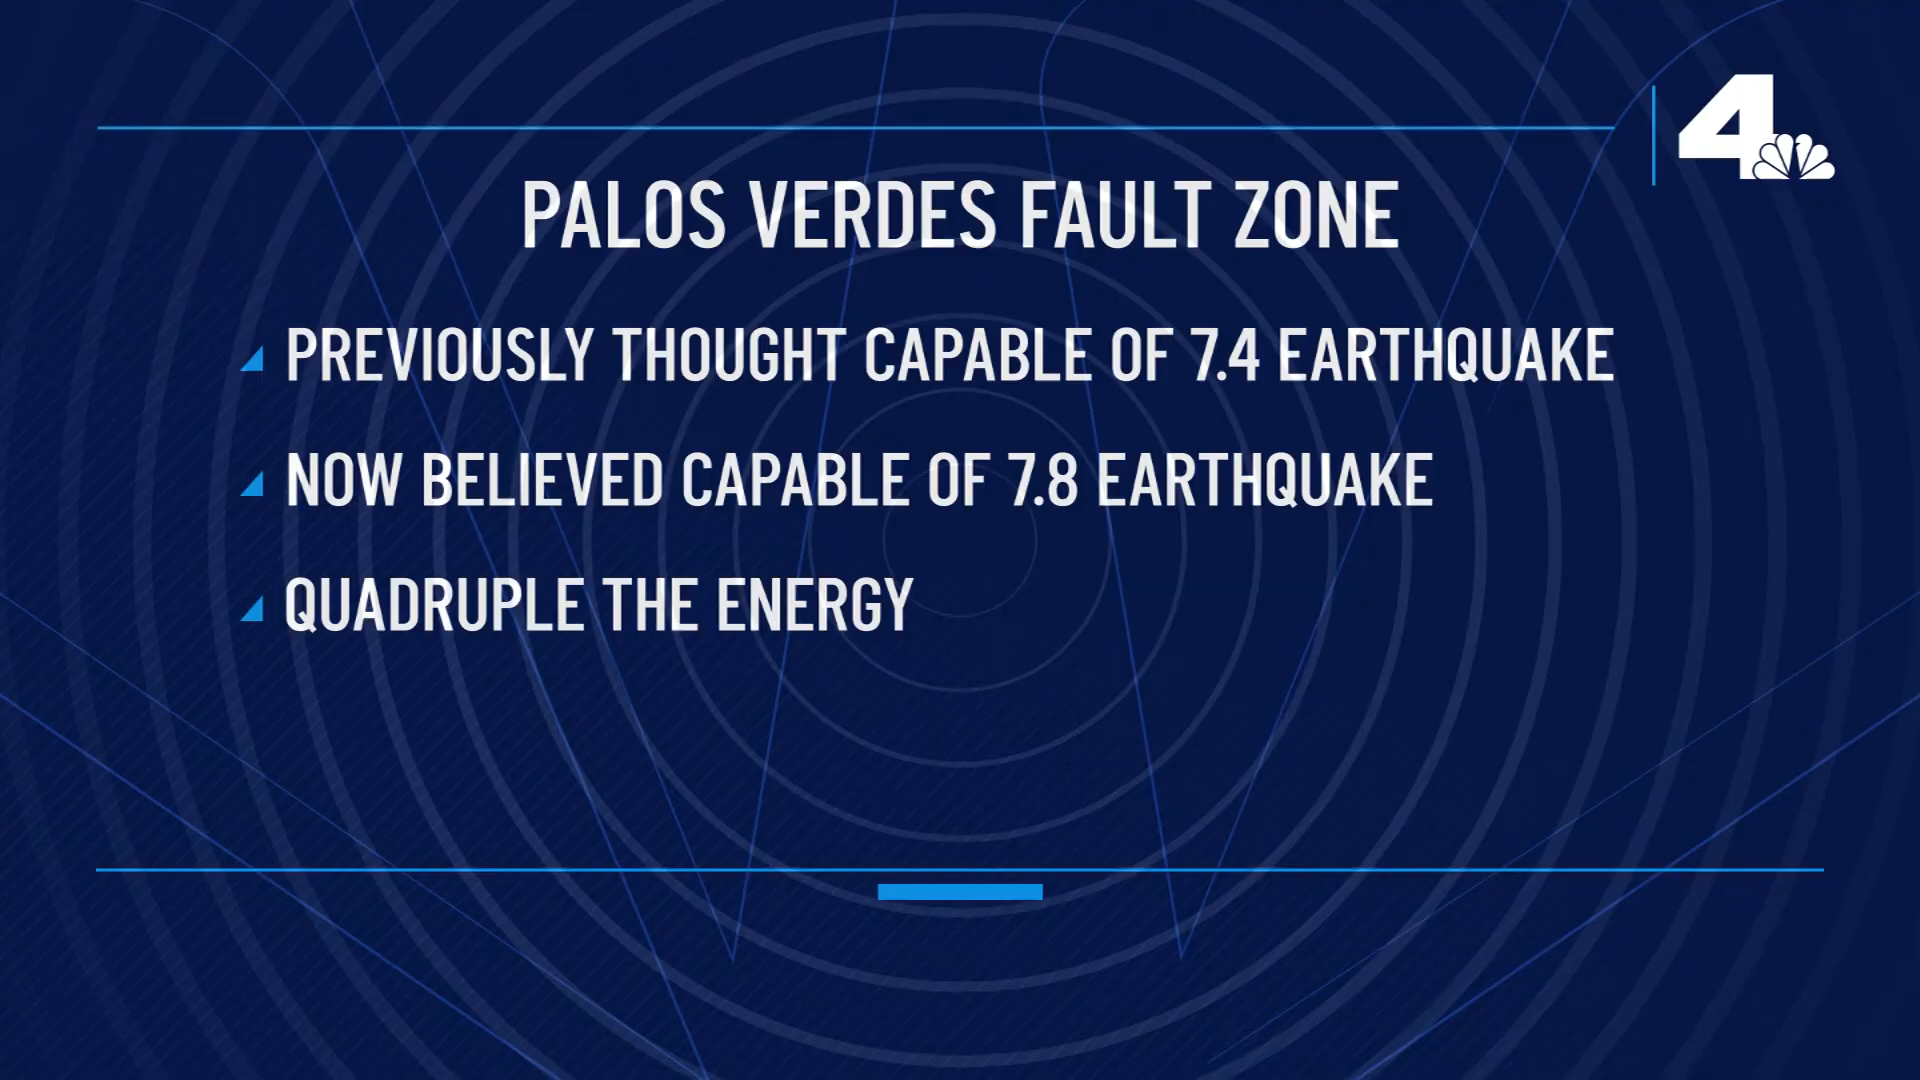 4
PALOS VERDES FAULT ZONE
PREVIOUSLY THOUGHT CAPABLE OF 7.4 EARTHQUAKE
NOW BELIEVED CAPABLE OF 7.8 EARTHQUAKE
QUADRUPLE THE ENERGY